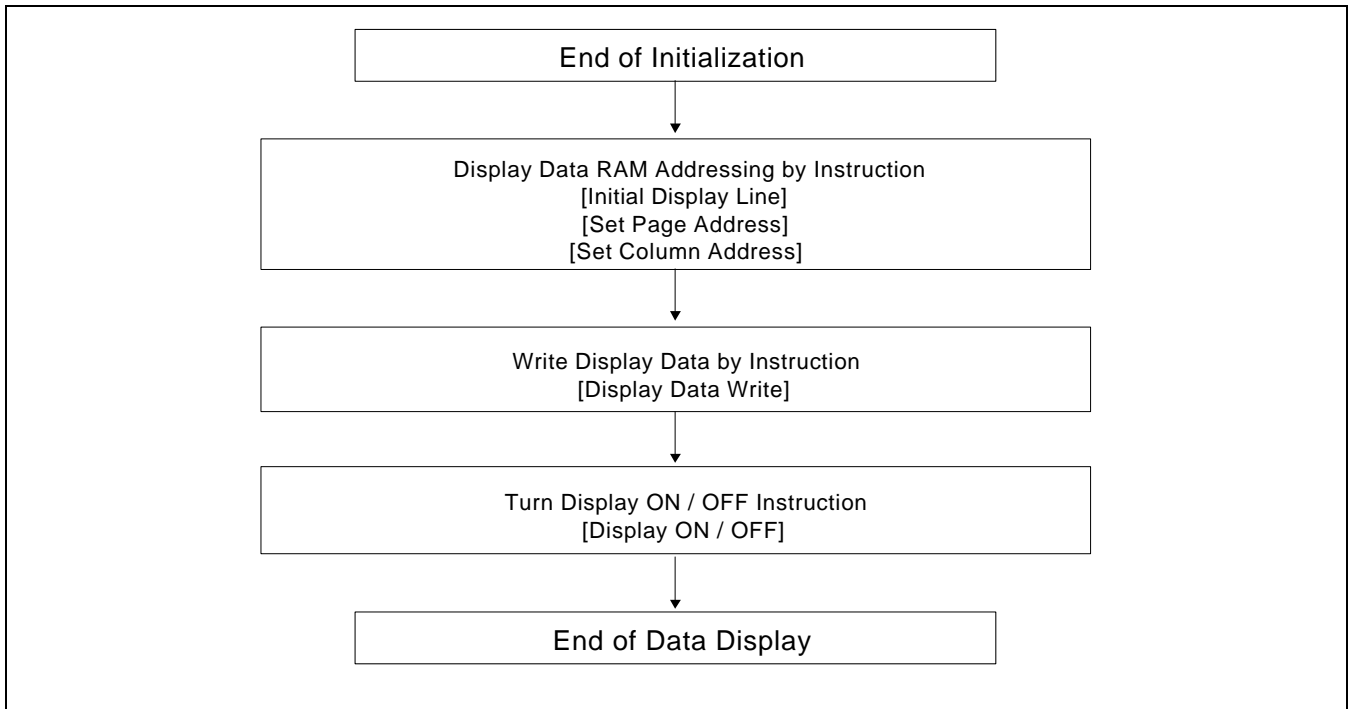 End of Initialization
Display Data RAM Addressing by Instruction
[Initial Display Line]
[Set Page Address]
[Set Column Address]
Write Display Data by Instruction
[Display Data Write]
Turn Display ON / OFF Instruction
[Display ON / OFF]
End of Data Display